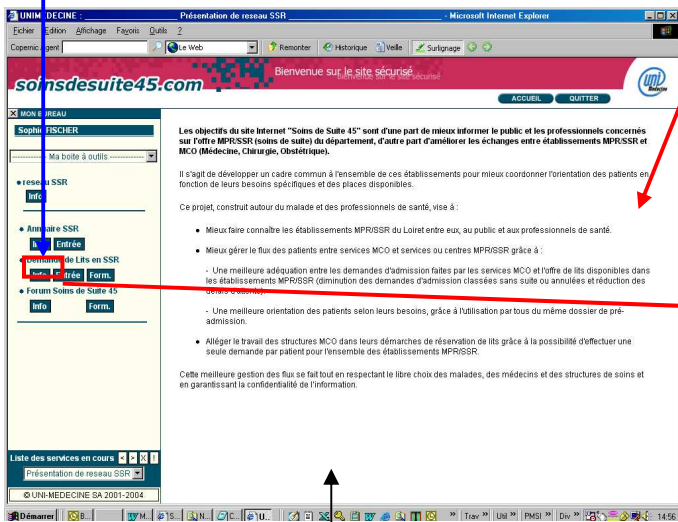 UNIM DECINE : Présentation de reseau SSR - Microsoft Internet Explorer
Fichier Edition Affichage Favoris Outils ?
Copernic Agent Le Web Remonter Historique Veille Surlignage
soinsdesuite45.com
Bienvenue sur le site sécurisé
uni Medecine
ACCUEIL QUITTER
MON BUREAU
Sophie FISCHER
Ma boite à outils
reseau SSR
Info
Annuaire SSR
Info Entrée
Demande de Lits en SSR
Info Entrée Form.
Forum Soins de Suite 45
Info Form.
Les objectifs du site Internet "Soins de Suite 45" sont d'une part de mieux informer le public et les professionnels concernés
sur l'offre MPR/SSR (soins de suite) du département, d'autre part d'améliorer les échanges entre établissements MPR/SSR et
MCO (Médecine, Chirurgie, Obstétrique).
Il s'agit de développer un cadre commun à l'ensemble de ces établissements pour mieux coordonner l'orientation des patients en
fonction de leurs besoins spécifiques et des places disponibles.
Ce projet, construit autour du malade et des professionnels de santé, vise à :
Mieux faire connaître les établissements MPR/SSR du Loiret entre eux, au public et aux professionnels de santé.
Mieux gérer le flux des patients entre services MCO et services ou centres MPR/SSR grâce à :
- Une meilleure adéquation entre les demandes d'admission faites par les services MCO et l'offre de lits disponibles dans
les établissements MPR/SSR (diminution des demandes d'admission classées sans suite ou annulées et réduction des
délais d'attente).
- Une meilleure orientation des patients selon leurs besoins, grâce à l'utilisation par tous du même dossier de pré-
admission.
Alléger le travail des structures MCO dans leurs démarches de réservation de lits grâce à la possibilité d'effectuer une
seule demande par patient pour l'ensemble des établissements MPR/SSR.
Cette meilleure gestion des flux se fait tout en respectant le libre choix des malades, des médecins et des structures de soins et
en garantissant la confidentialité de l'information.
Liste des services en cours < > X !
Présentation de reseau SSR
© UNI-MEDECINE SA 2001-2004
Démarrer B... M... S... N... C... U... Trav » Util » PMSI » Div » 14:56